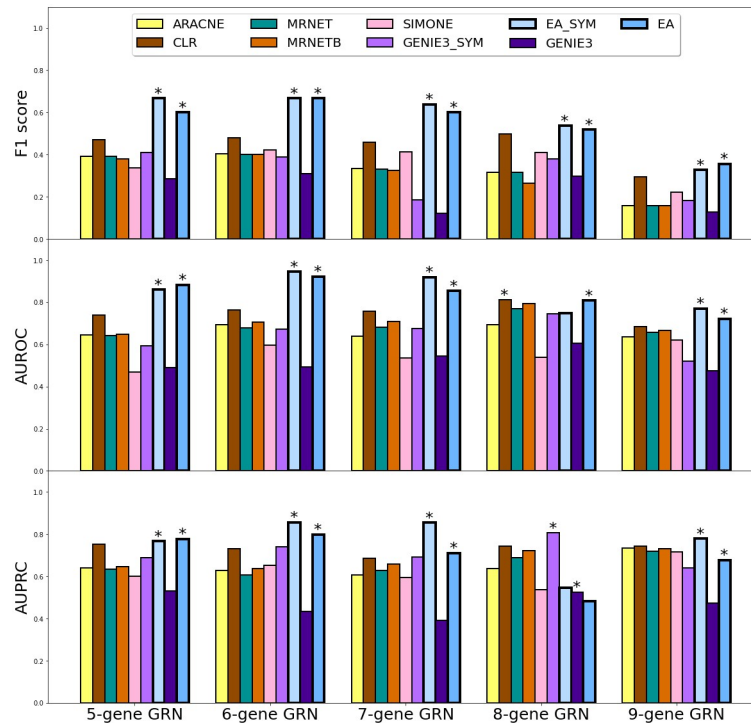 ARACNE MRNET SIMONE EA_SYM EA
CLR MRNETB GENIE3_SYM GENIE3
F1 score
1.0
0.8
0.6
0.4
0.2
0.0
* * * * * * * * * *
AUROC
1.0
0.8
0.6
0.4
0.2
0.0
* * * * * * * * * *
AUPRC
1.0
0.8
0.6
0.4
0.2
0.0
* * * * * * * * * *
5-gene GRN 6-gene GRN 7-gene GRN 8-gene GRN 9-gene GRN